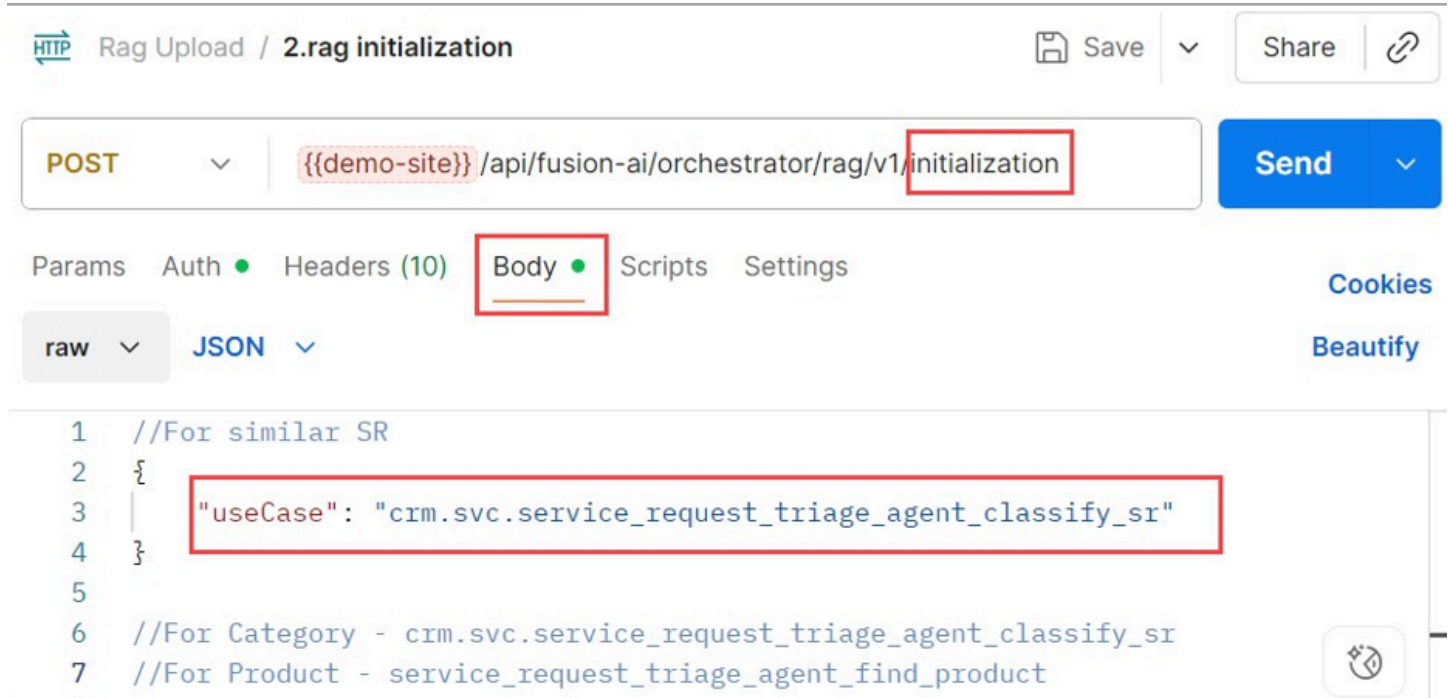 HTTP Rag Upload / 2.rag initialization Save Share
POST {{demo-site}} /api/fusion-ai/orchestrator/rag/v1/initialization Send
Params Auth Headers (10) Body Scripts Settings
Cookies
raw JSON Beautify
1 //For similar SR
2 {
3 "useCase": "crm.svc.service_request_triage_agent_classify_sr"
4 }
5
6 //For Category - crm.svc.service_request_triage_agent_classify_sr
7 //For Product - service_request_triage_agent_find_product